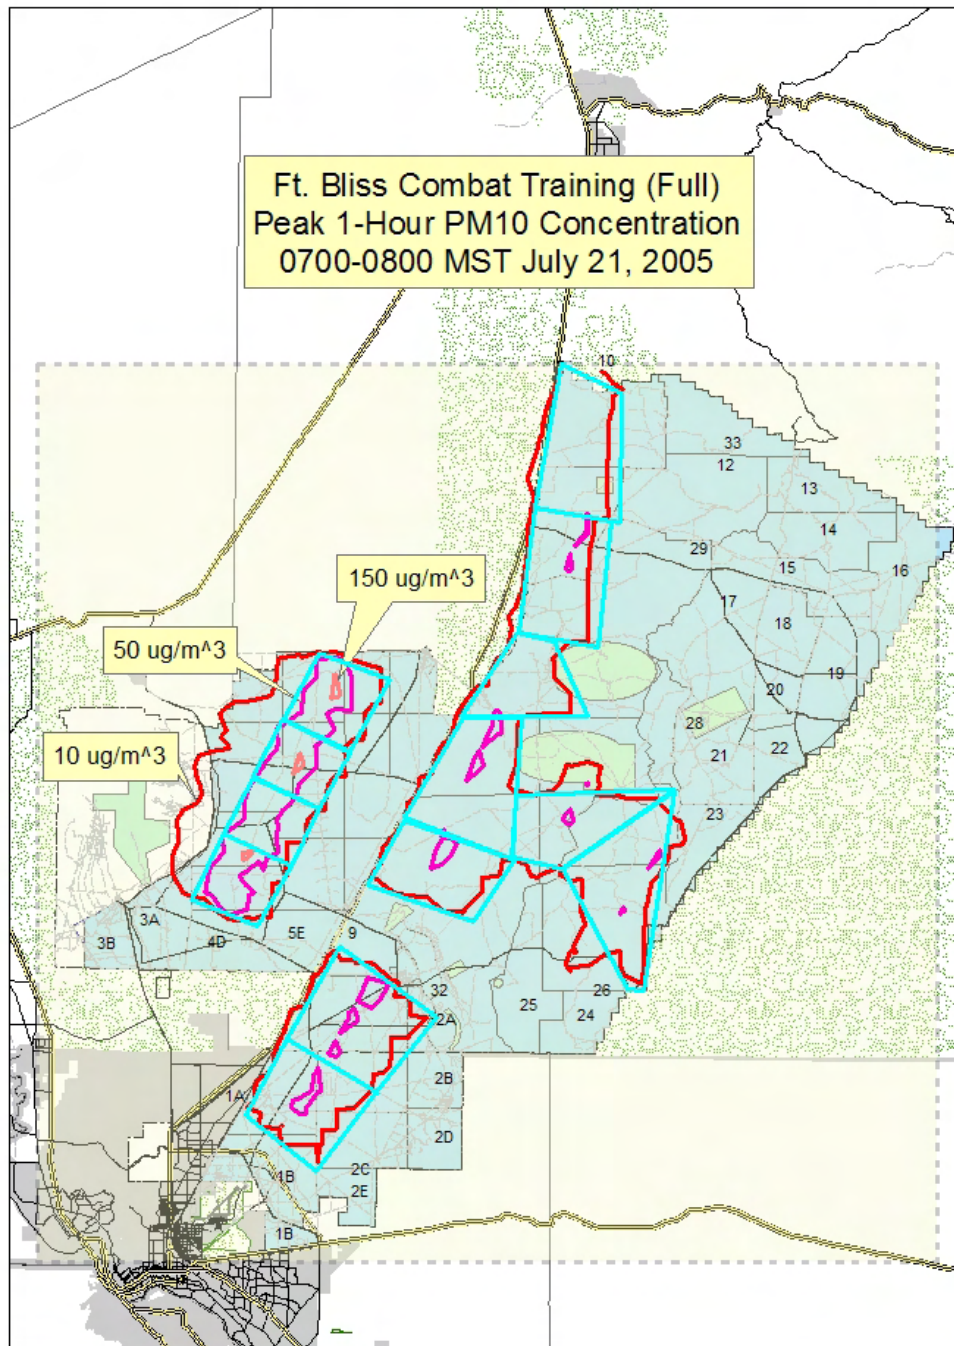 Ft. Bliss Combat Training (Full)
Peak 1-Hour PM10 Concentration
0700-0800 MST July 21, 2005
10
33
12
13
14
29
15
16
150 ug/m^3
17
18
50 ug/m^3
19
20
28
10 ug/m^3
21
22
23
3A
3B
4D
5E
9
32
2A
25
26
24
1A
2B
2D
1B
2C
2E
1B